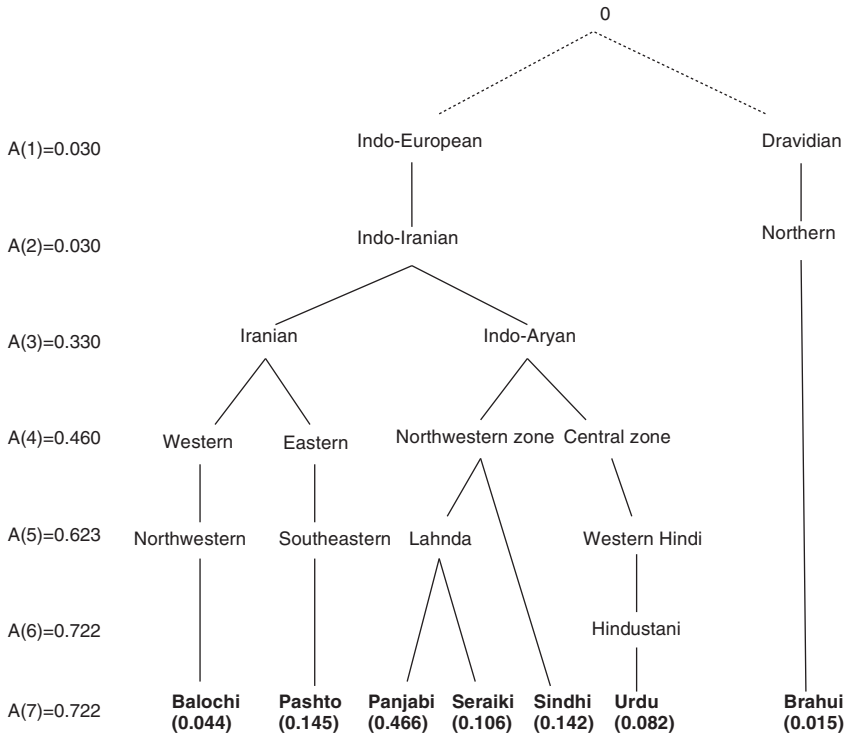 0
A(1)=0.030 Indo-European Dravidian
A(2)=0.030 Indo-Iranian Northern
A(3)=0.330 Iranian Indo-Aryan
A(4)=0.460 Western Eastern Northwestern zone Central zone
A(5)=0.623 Northwestern Southeastern Lahnda Western Hindi
A(6)=0.722 Hindustani
A(7)=0.722 Balochi Pashto Panjabi Seraiki Sindhi Urdu Brahui
(0.044) (0.145) (0.466) (0.106) (0.142) (0.082) (0.015)